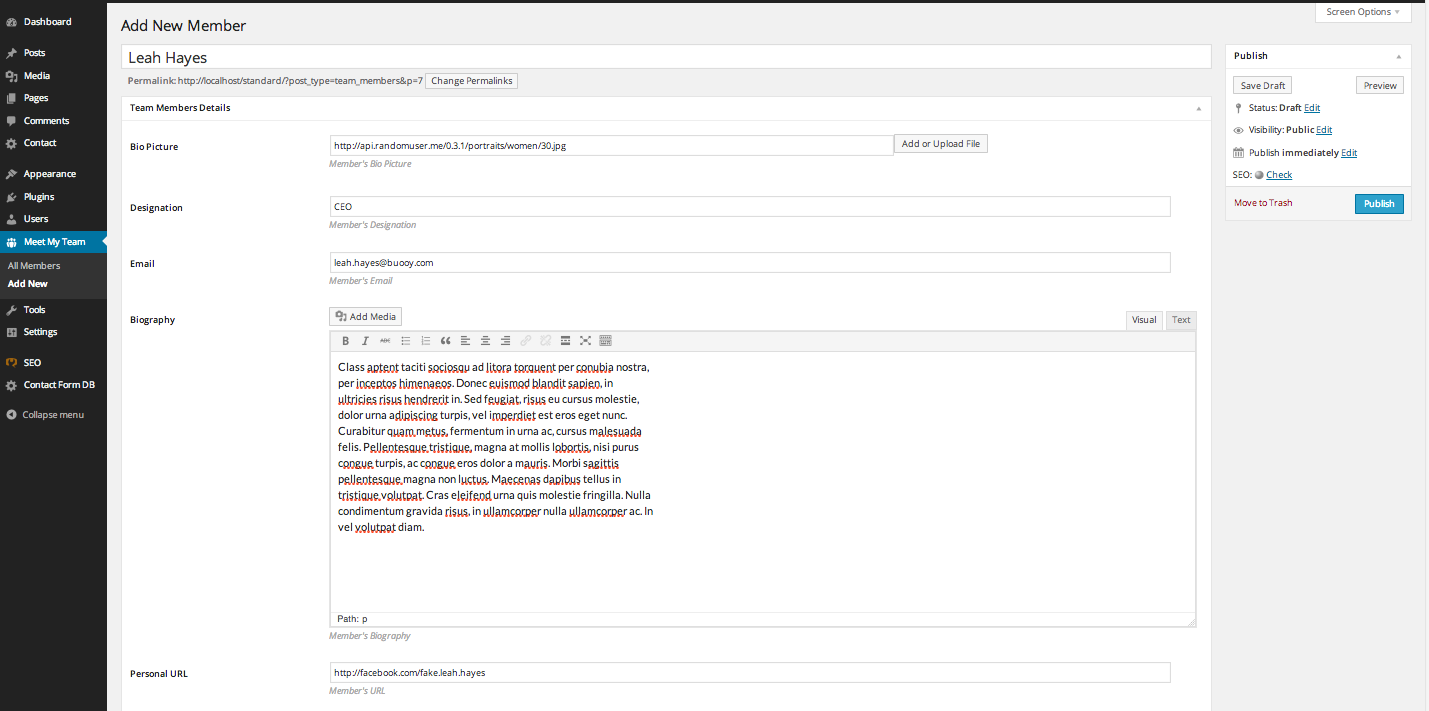 Dashboard
Posts
Media
Pages
Comments
Contact
Appearance
Plugins
Users
Meet My Team
All Members
Add New
Tools
Settings
SEO
Contact Form DB
Collapse menu
Screen Options
Add New Member
Leah Hayes
Permalink: http://localhost/standard/?post_type=team_members&p=7 Change Permalinks
Team Members Details
Bio Picture
http://api.randomuser.me/0.3.1/portraits/women/30.jpg Add or Upload File
Member's Bio Picture
Designation
CEO
Member's Designation
Email
leah.hayes@buooy.com
Member's Email
Biography
Add Media
Visual Text
B I ABC
Class aptent taciti sociosqu ad litora torquent per conubia nostra,
per inceptos himenaeos. Donec euismod blandit sapien, in
ultricies risus hendrerit in. Sed feugiat, risus eu cursus molestie,
dolor urna adipiscing turpis, vel imperdiet est eros eget nunc.
Curabitur quam metus, fermentum in urna ac, cursus malesuada
felis. Pellentesque tristique, magna at mollis lobortis, nisi purus
congue turpis, ac congue eros dolor a mauris. Morbi sagittis
pellentesque magna non luctus. Maecenas dapibus tellus in
tristique volutpat. Cras eleifend urna quis molestie fringilla. Nulla
condimentum gravida risus, in ullamcorper nulla ullamcorper ac. In
vel volutpat diam.
Path: p
Member's Biography
Personal URL
http://facebook.com/fake.leah.hayes
Member's URL
Publish
Save Draft Preview
Status: Draft Edit
Visibility: Public Edit
Publish immediately Edit
SEO: Check
Move to Trash Publish